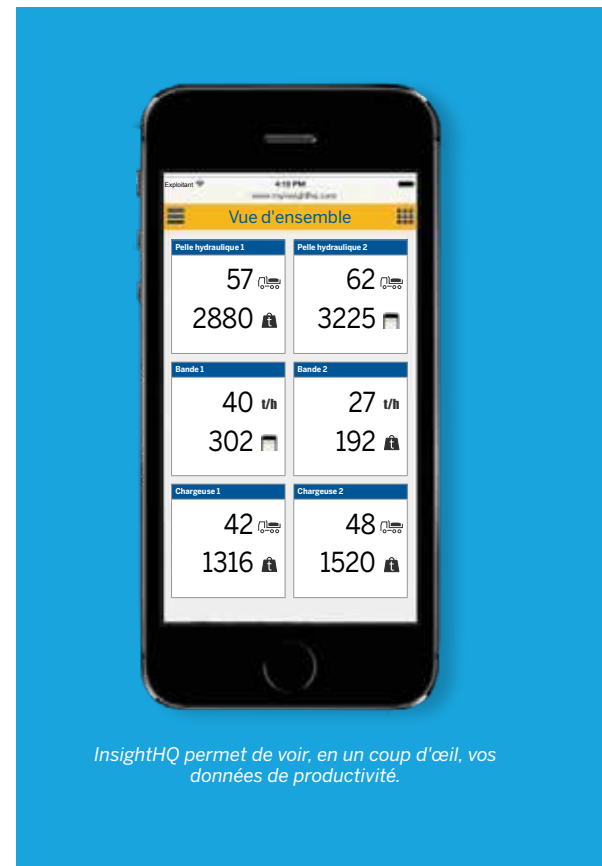 Exploitant
4:10 PM
Vue d'ensemble
Pelle hydraulique 1
Pelle hydraulique 2
57
62
2880 t
3225
Bande 1
Bande 2
40 t/h
27 t/h
302
192 t
Chargeuse 1
Chargeuse 2
42
48
1316 t
1520 t
InsightHQ permet de voir, en un coup d'œil, vos
données de productivité.